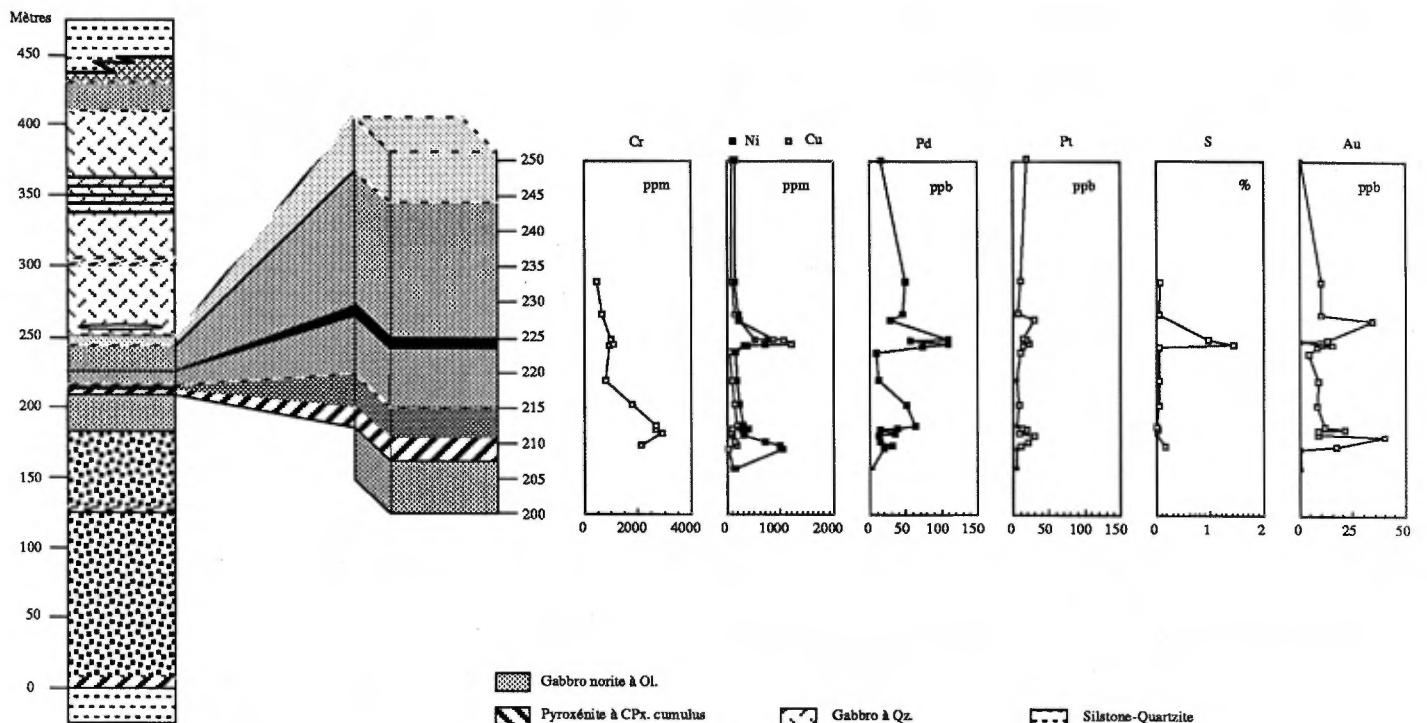 Mètres
450
400
350
300
250
200
150
100
50
0
250
245
240
235
230
225
220
215
210
205
200
Cr
ppm
0 2000 4000
Ni Cu
ppm
0 1000 2000
Pd
ppb
0 50 100 150
Pt
ppb
0 50 100 150
S
%
0 1 2
Au
ppb
0 25 50
Gabbro norite à Ol.
Pyroxénite à CPx. cumulus
Gabbro à Qz.
Silstone-Quartzite